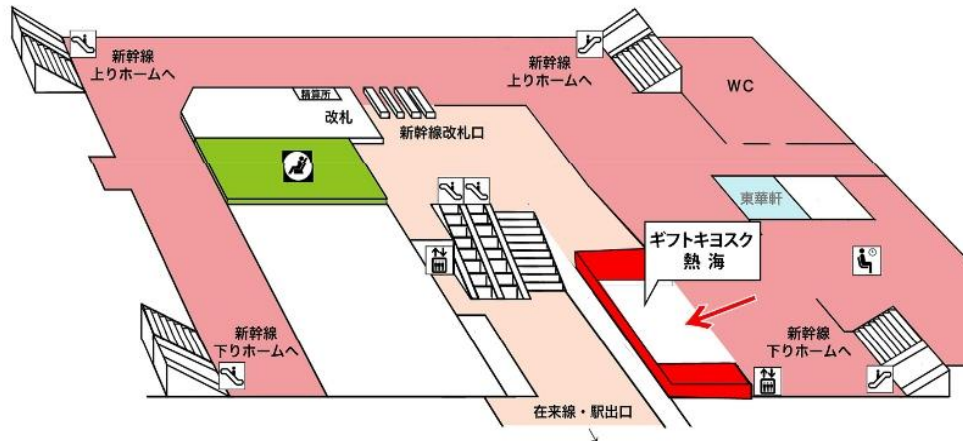 新幹線
上りホームへ
新幹線
上りホームへ
WC
精算所
改札
新幹線改札口
東華軒
ギフトキヨスク
熱海
新幹線
下りホームへ
新幹線
下りホームへ
在来線・駅出口